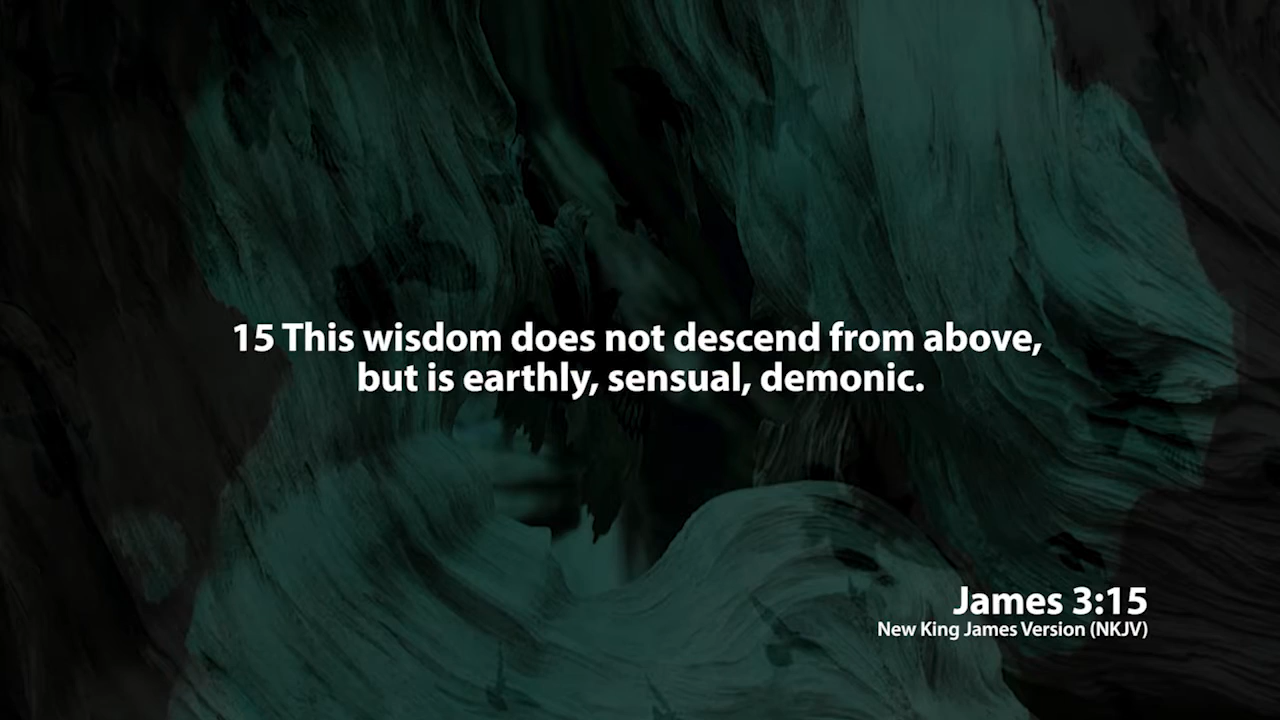 15 This wisdom does not descend from above,
but is earthly, sensual, demonic.
James 3:15
New King James Version (NKJV)